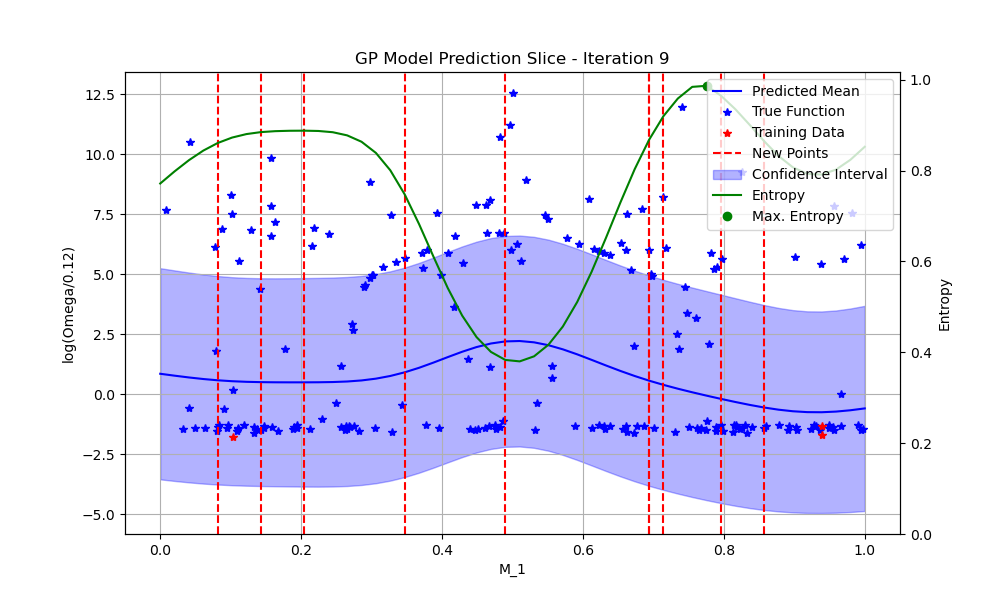 GP Model Prediction Slice - Iteration 9
Predicted Mean
True Function
Training Data
New Points
Confidence Interval
Entropy
Max. Entropy
12.5
10.0
7.5
5.0
2.5
0.0
−2.5
−5.0
log(Omega/0.12)
1.0
0.8
0.6
0.4
0.2
0.0
Entropy
0.0
0.2
0.4
0.6
0.8
1.0
M_1